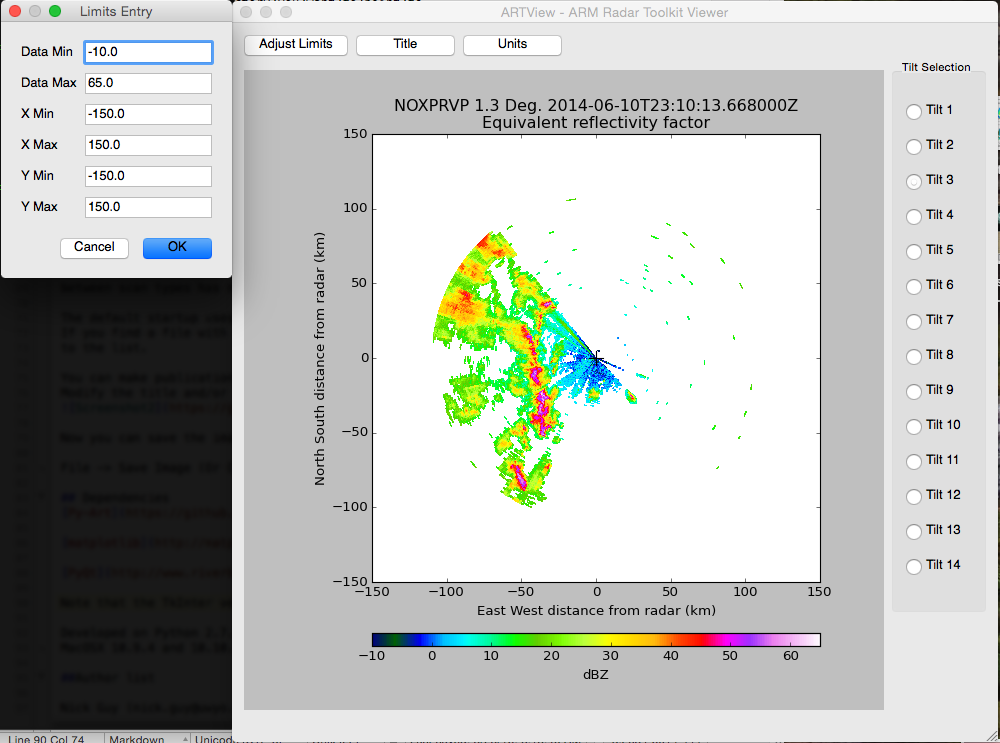 Limits Entry
Data Min -10.0
Data Max 65.0
X Min -150.0
X Max 150.0
Y Min -150.0
Y Max 150.0
Cancel OK
ARTView - ARM Radar Toolkit Viewer
Adjust Limits Title Units
NOXPRVP 1.3 Deg. 2014-06-10T23:10:13.668000Z
Equivalent reflectivity factor
North South distance from radar (km)
150
100
50
0
−50
−100
−150
−150 −100 −50 0 50 100 150
East West distance from radar (km)
−10 0 10 20 30 40 50 60
dBZ
Tilt Selection
Tilt 1
Tilt 2
Tilt 3
Tilt 4
Tilt 5
Tilt 6
Tilt 7
Tilt 8
Tilt 9
Tilt 10
Tilt 11
Tilt 12
Tilt 13
Tilt 14
Line 90 Col 74 Markdown Unicod